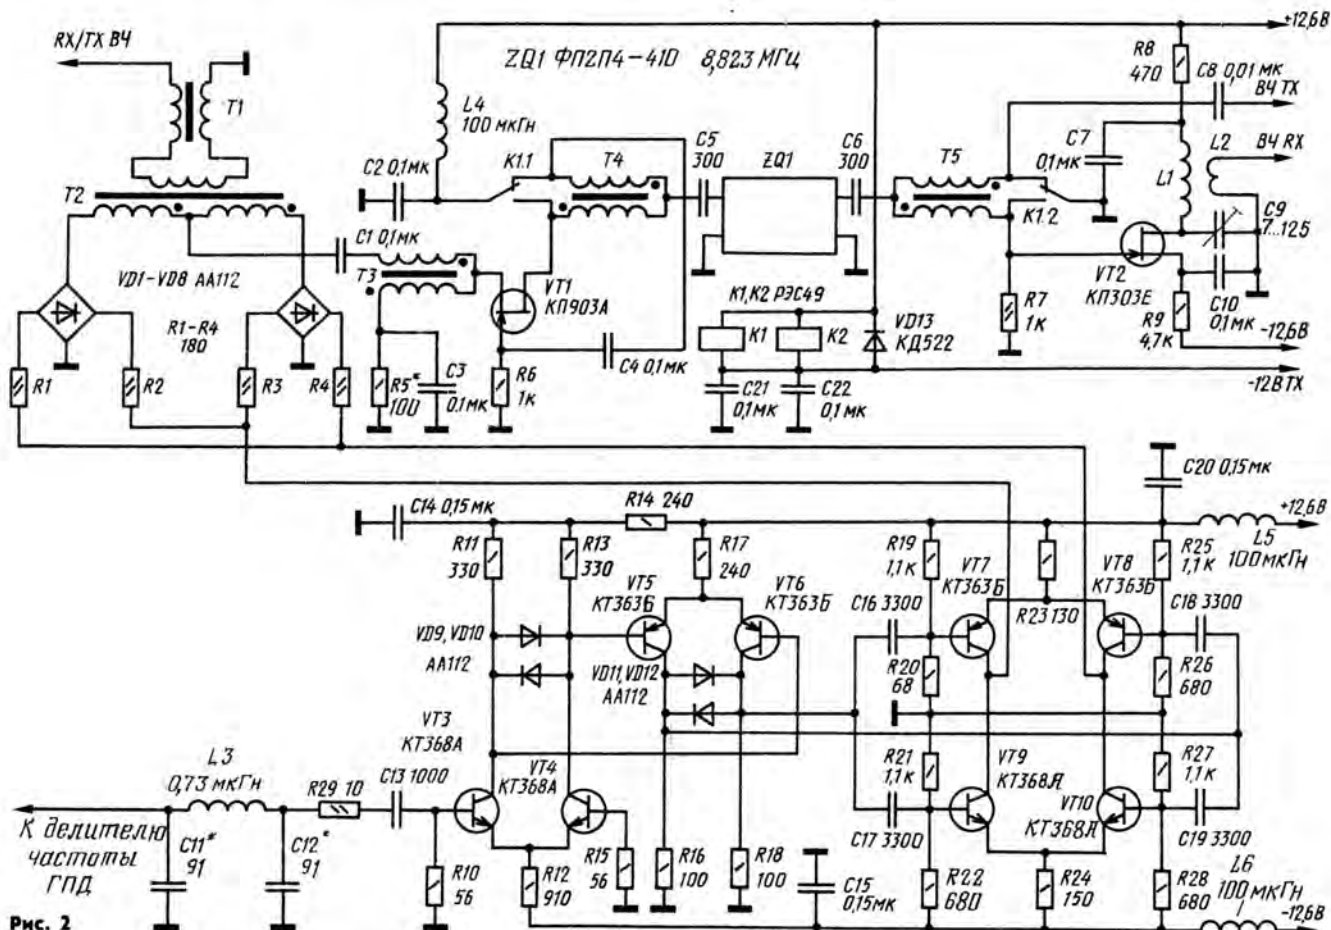 +12,6В
RX/TX ВЧ
ZQ1 ФП2П4-410 8,823 МГц
R8
470
C8 0,01 мк
ВЧ TX
T1
L4
100 мкГн
C7
0,1мк
L2
ВЧ RX
C2 0,1мк
K1.1
T4
C5
300
ZQ1
C6
300
T5
L1
T2
K1.2
C9
7...125
C1 0,1мк
T3
VD1-VD8 АА112
VT1
КП903А
VT2
КП303Е
C10
0,1мк
R1-R4
180
K1,K2 РЭС49
K1
K2
VD13
КД522
R7
1к
R9
4,7к
-12,6В
R1
R2
R3
R4
R5*
100
C3
0,1мк
R6
1к
C4 0,1мк
C21
0,1мк
C22
0,1мк
-12В TX
C14 0,15 мк
R14 240
C20 0,15мк
+12,6В
L5
100мкГн
R11
330
R13
330
R17
240
R19
1,1к
VT7
КТ363Б
VT8
КТ363Б
R25
1,1к
VT5
КТ363Б
VT6
КТ363Б
C16 3300
R23 130
C18 3300
VD9, VD10
АА112
VD11, VD12
АА112
R20
68
R26
680
VT3
КТ368А
VT4
КТ368А
R21
1,1к
VT9
КТ368А
R27
1,1к
VT10
КТ368А
L3
0,73 мкГн
R29 10
C13 1000
C17 3300
C19 3300
К делителю
частоты
ГПД
C11*
91
C12*
91
R10
56
R12
910
R15
56
R16
100
R18
100
C15
0,15мк
R22
680
R24
150
R28
680
L6
100 мкГн
-12,6В
Рис. 2